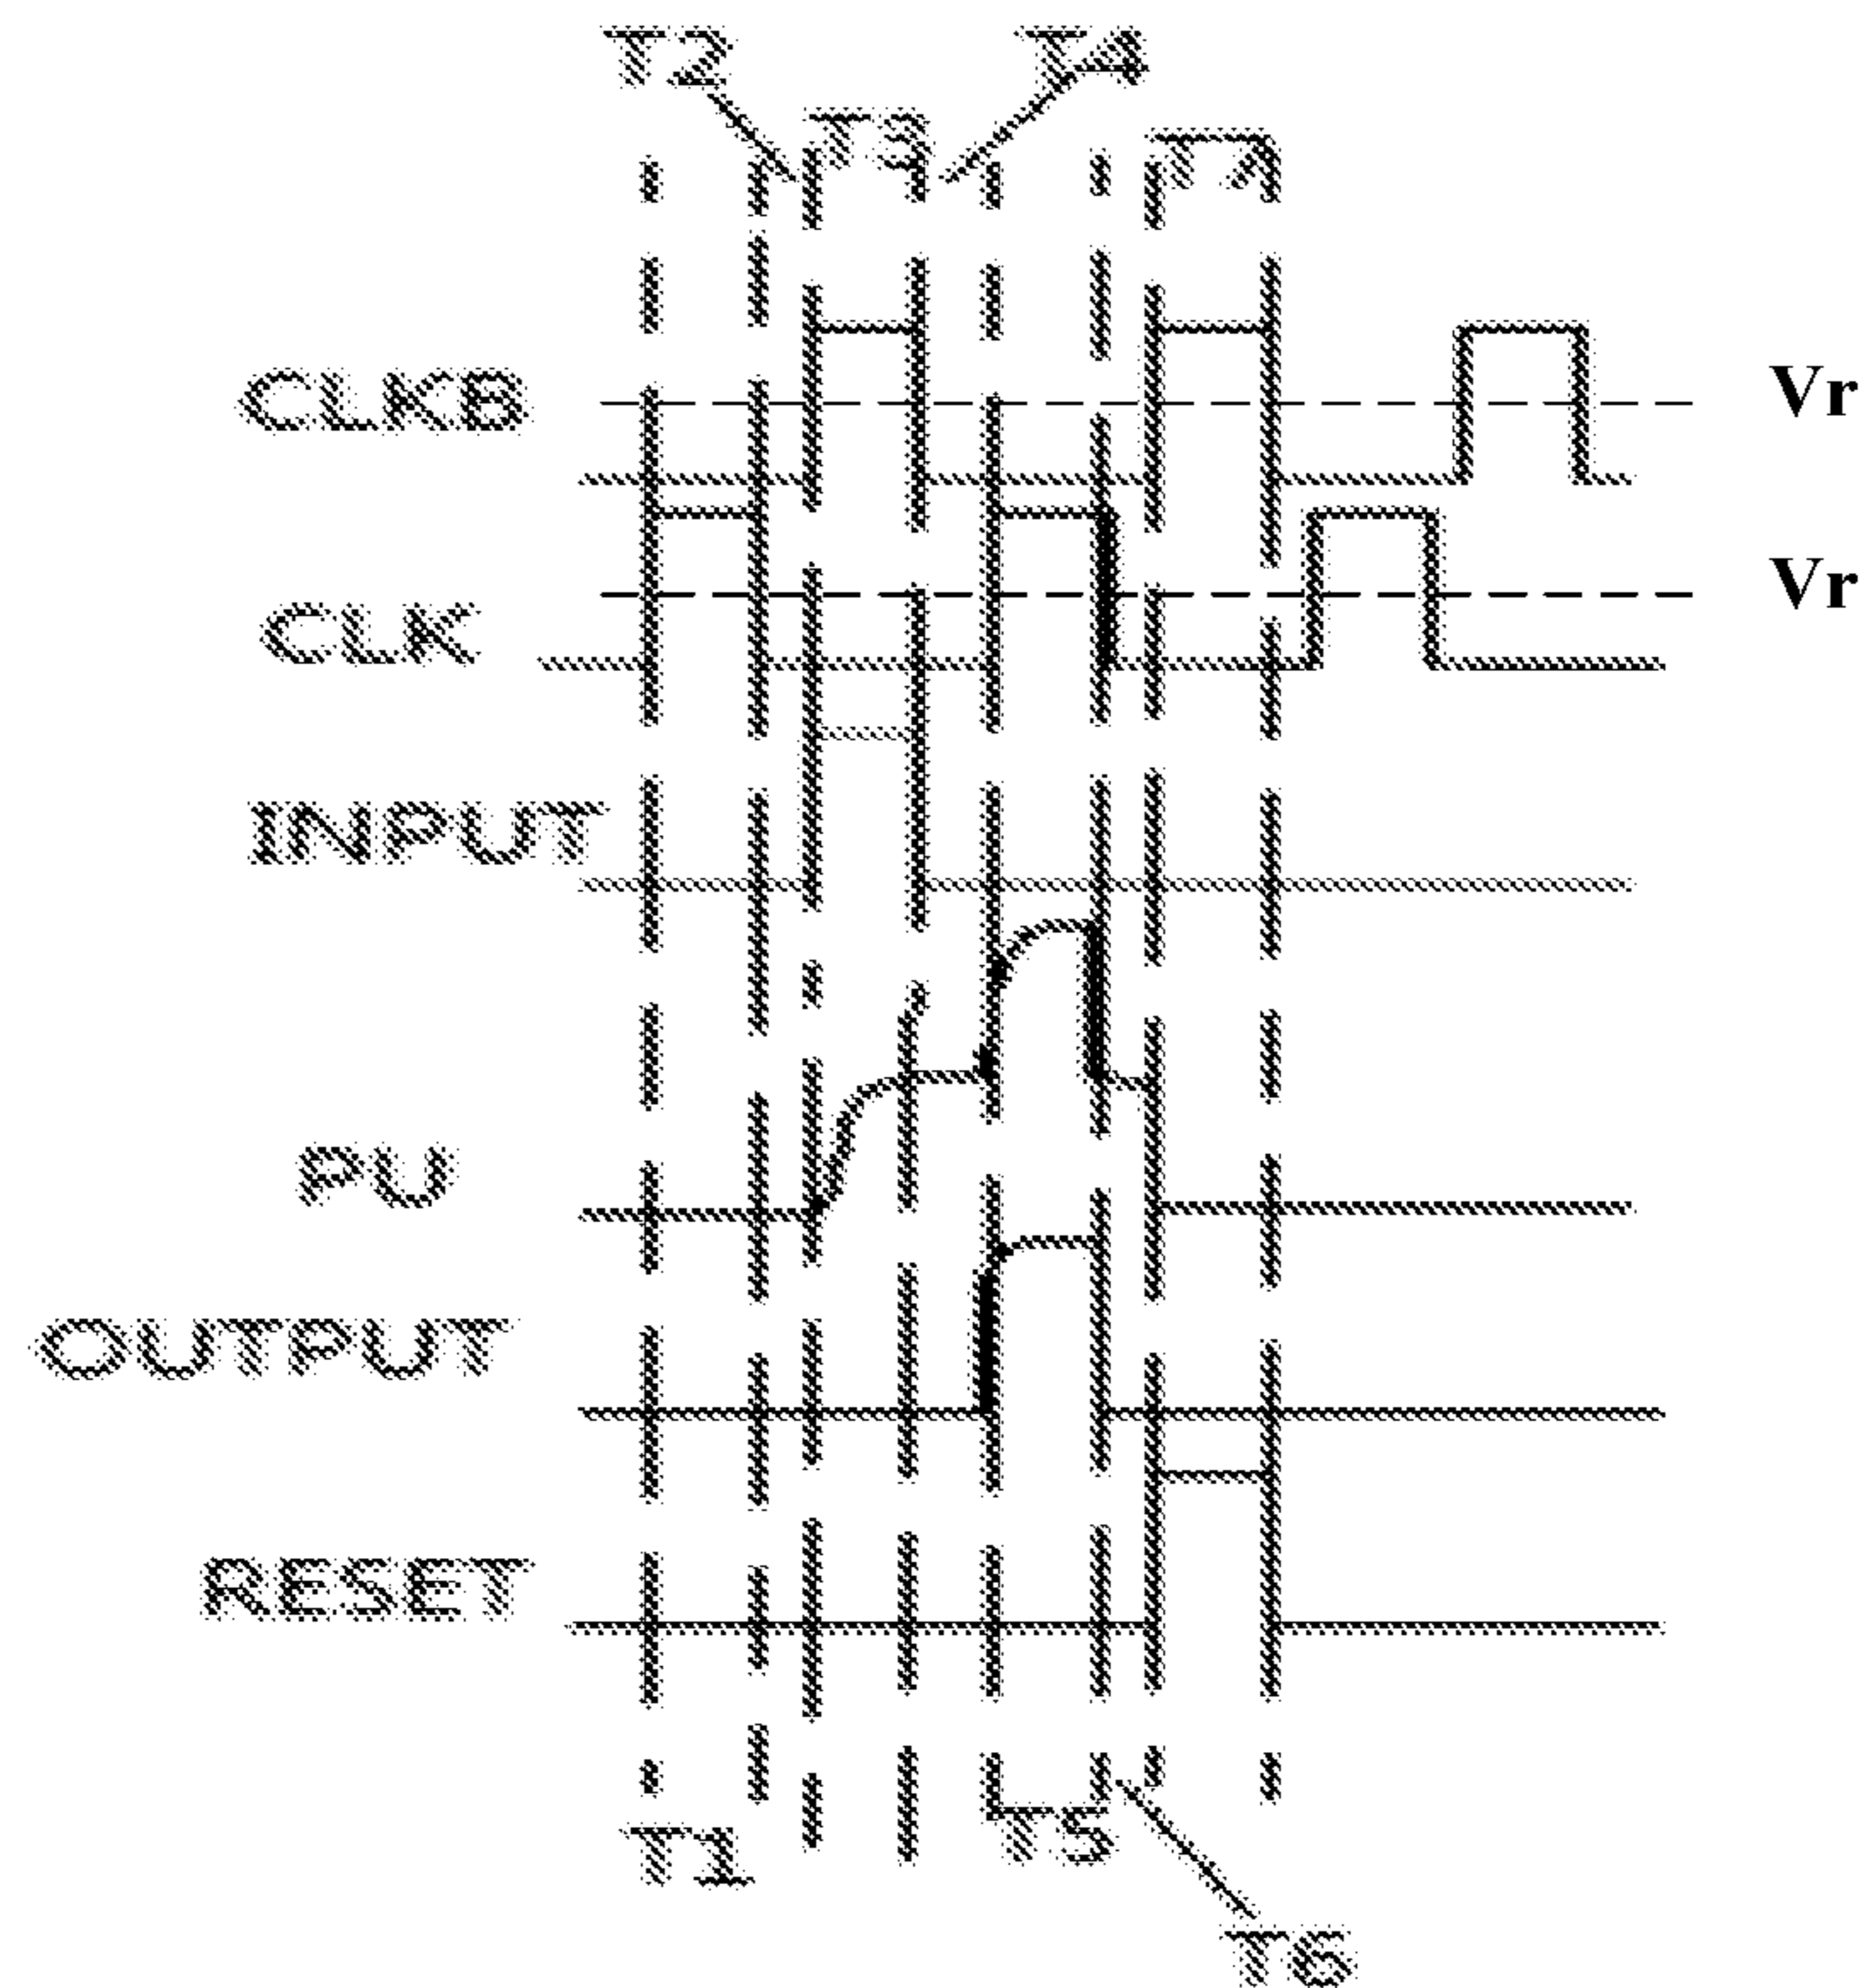 T2
T4
T3
T7
CLKB
Vr
CLK
Vr
INPUT
PU
OUTPUT
RESET
T1
T5
T6